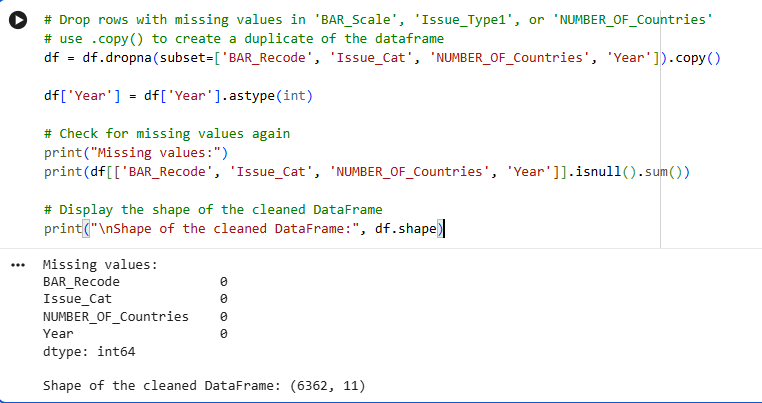 # Drop rows with missing values in 'BAR_Scale', 'Issue_Type1', or 'NUMBER_OF_Countries'
# use .copy() to create a duplicate of the dataframe
df = df.dropna(subset=['BAR_Recode', 'Issue_Cat', 'NUMBER_OF_Countries', 'Year']).copy()
df['Year'] = df['Year'].astype(int)
# Check for missing values again
print("Missing values:")
print(df[['BAR_Recode', 'Issue_Cat', 'NUMBER_OF_Countries', 'Year']].isnull().sum())
# Display the shape of the cleaned DataFrame
print("\nShape of the cleaned DataFrame:", df.shape)
Missing values:
BAR_Recode 0
Issue_Cat 0
NUMBER_OF_Countries 0
Year 0
dtype: int64
Shape of the cleaned DataFrame: (6362, 11)